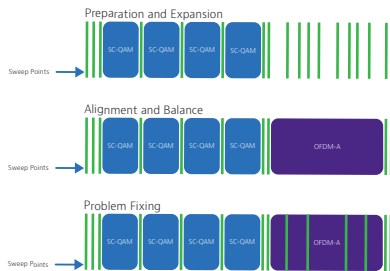 Preparation and Expansion
SC-QAM SC-QAM SC-QAM SC-QAM
Sweep Points
Alignment and Balance
SC-QAM SC-QAM SC-QAM SC-QAM OFDM-A
Sweep Points
Problem Fixing
SC-QAM SC-QAM SC-QAM SC-QAM OFDM-A
Sweep Points